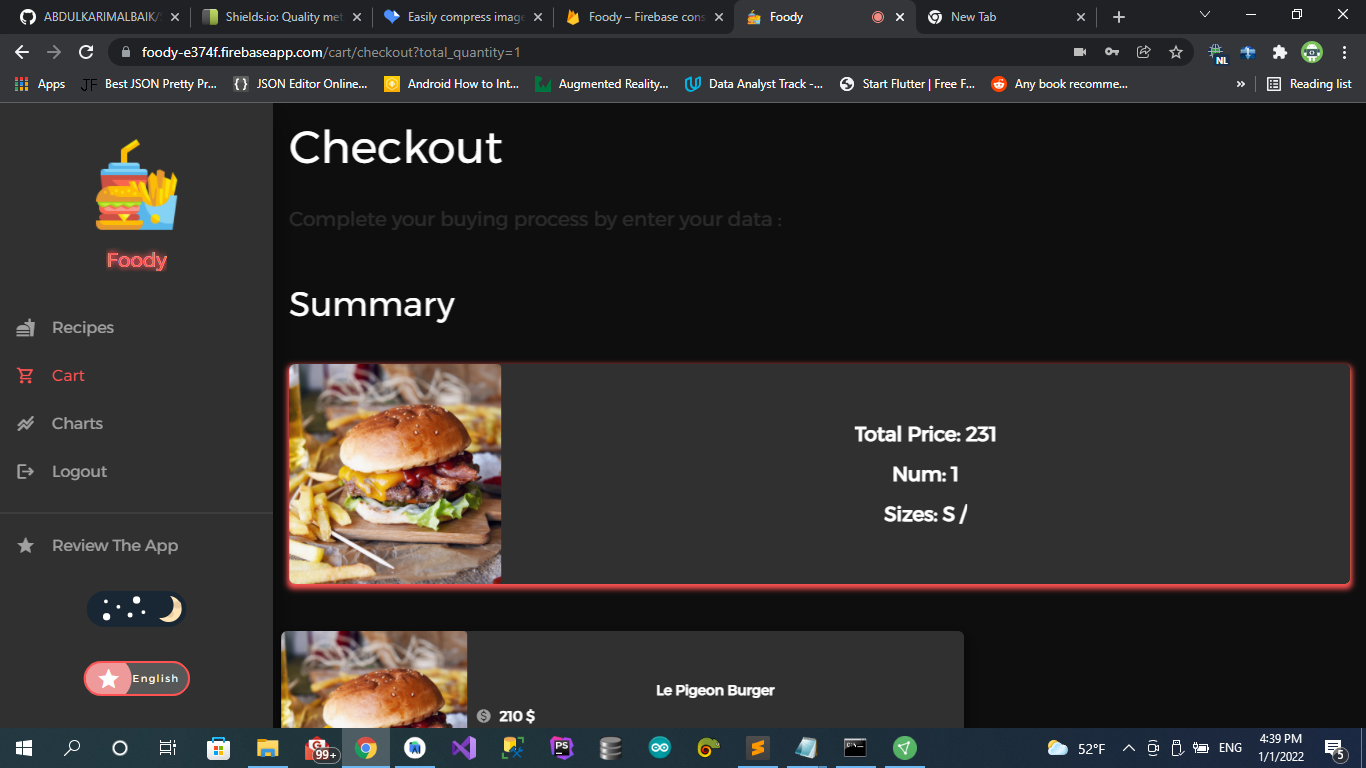 ABDULKARIMALBAIK/
Shields.io: Quality met
Easily compress image
Foody – Firebase cons
Foody
New Tab
foody-e374f.firebaseapp.com/cart/checkout?total_quantity=1
NL
Apps
JF Best JSON Pretty Pr...
{} JSON Editor Online...
Android How to Int...
Augmented Reality...
Data Analyst Track -...
Start Flutter | Free F...
Any book recomme...
»
Reading list
Foody
Recipes
Cart
Charts
Logout
Review The App
English
Checkout
Complete your buying process by enter your data :
Summary
Total Price: 231
Num: 1
Sizes: S /
Le Pigeon Burger
210 $
99+
PS
52°F
ENG
4:39 PM
1/1/2022
5